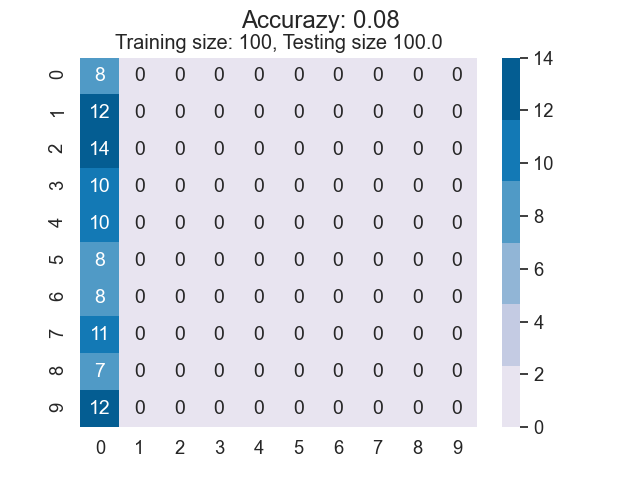 Accurazy: 0.08
Training size: 100, Testing size 100.0
0 8 0 0 0 0 0 0 0 0 0
1 12 0 0 0 0 0 0 0 0 0
2 14 0 0 0 0 0 0 0 0 0
3 10 0 0 0 0 0 0 0 0 0
4 10 0 0 0 0 0 0 0 0 0
5 8 0 0 0 0 0 0 0 0 0
6 8 0 0 0 0 0 0 0 0 0
7 11 0 0 0 0 0 0 0 0 0
8 7 0 0 0 0 0 0 0 0 0
9 12 0 0 0 0 0 0 0 0 0
0 1 2 3 4 5 6 7 8 9
14
12
10
8
6
4
2
0